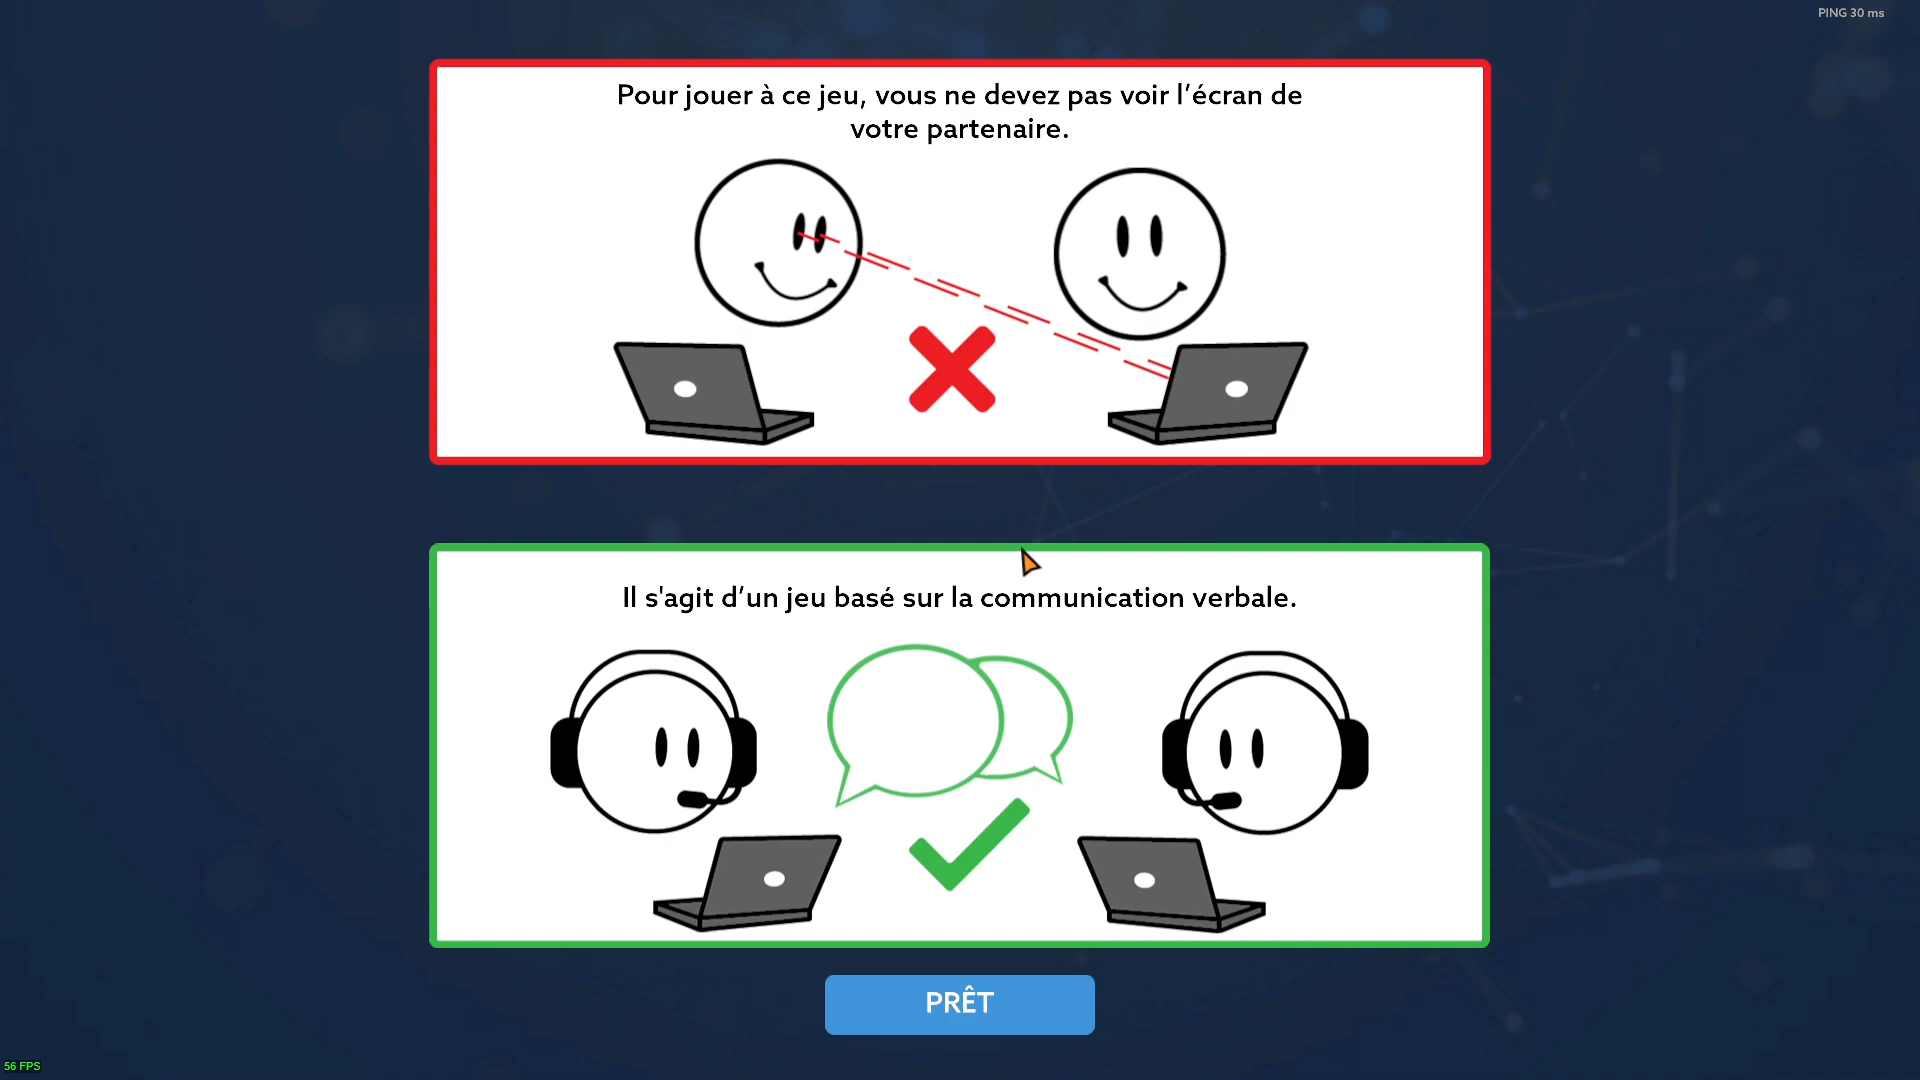 PING 30 ms
Pour jouer à ce jeu, vous ne devez pas voir l’écran de
votre partenaire.
Il s'agit d’un jeu basé sur la communication verbale.
PRÊT
56 FPS